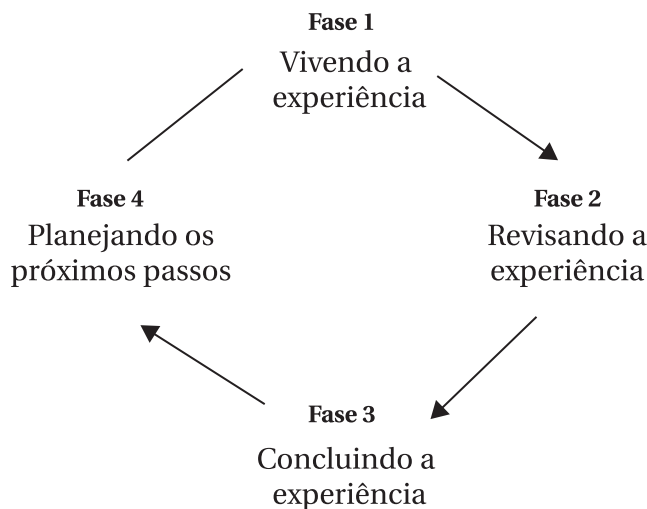 Fase 1
Vivendo a
experiência
Fase 2
Revisando a
experiência
Fase 3
Concluindo a
experiência
Fase 4
Planejando os
próximos passos